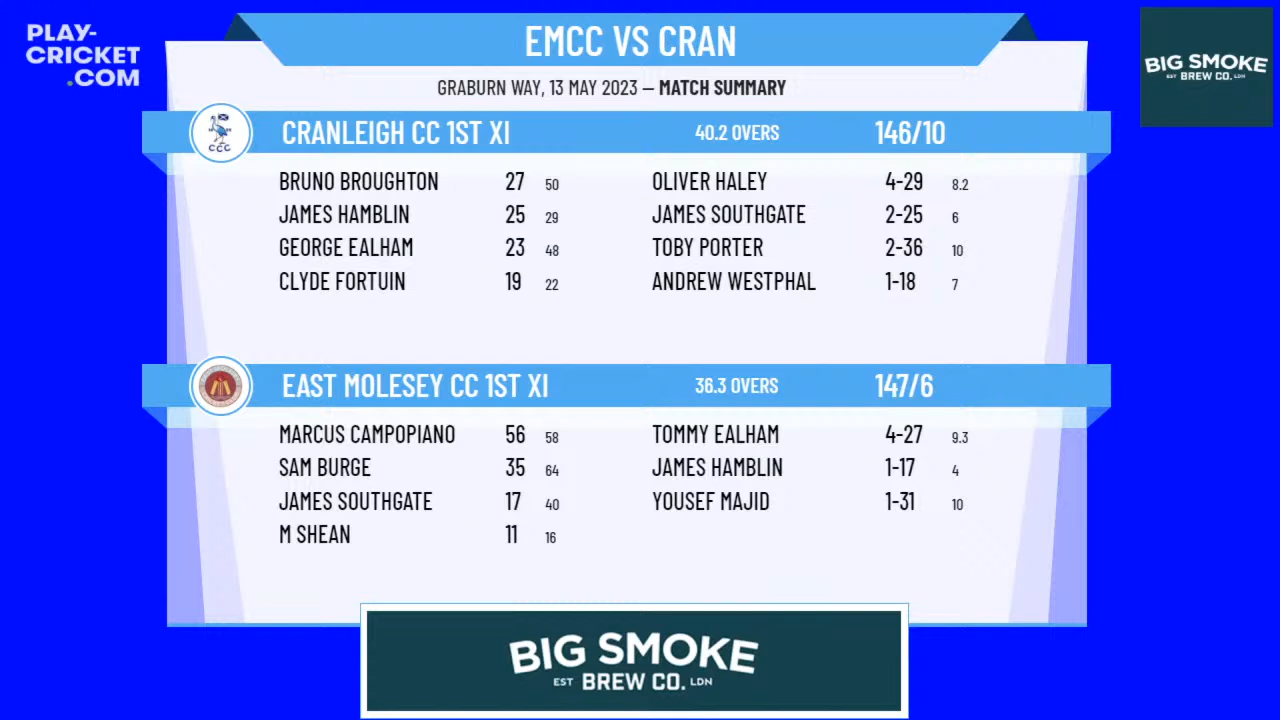 PLAY-
CRICKET
.COM
EMCC VS CRAN
BIG SMOKE
EST BREW CO. LDN
GRABURN WAY, 13 MAY 2023 – MATCH SUMMARY
CCC
CRANLEIGH CC 1ST XI 40.2 OVERS 146/10
BRUNO BROUGHTON 27 50 OLIVER HALEY 4-29 8.2
JAMES HAMBLIN 25 29 JAMES SOUTHGATE 2-25 6
GEORGE EALHAM 23 48 TOBY PORTER 2-36 10
CLYDE FORTUIN 19 22 ANDREW WESTPHAL 1-18 7
EAST MOLESEY CC 1ST XI 36.3 OVERS 147/6
MARCUS CAMPOPIANO 56 58 TOMMY EALHAM 4-27 9.3
SAM BURGE 35 64 JAMES HAMBLIN 1-17 4
JAMES SOUTHGATE 17 40 YOUSEF MAJID 1-31 10
M SHEAN 11 16
BIG SMOKE
EST BREW CO. LDN